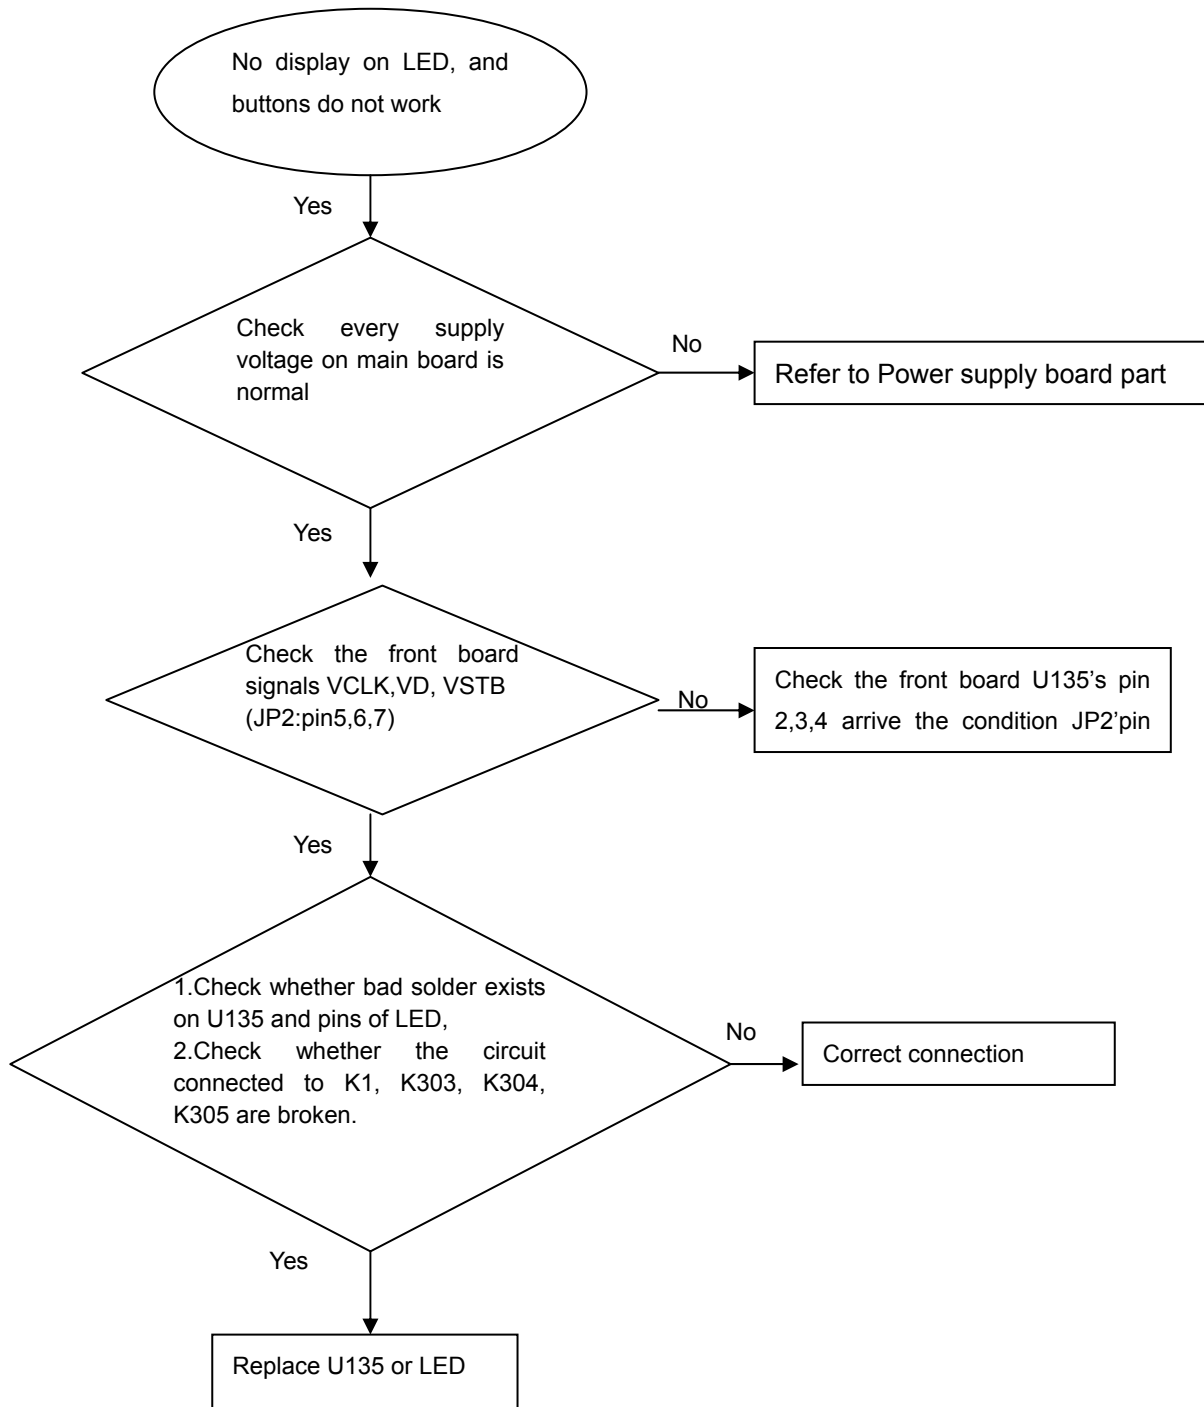 No display on LED, and
buttons do not work
Yes
Check every supply
voltage on main board is
normal
No
Refer to Power supply board part
Yes
Check the front board
signals VCLK,VD, VSTB
(JP2:pin5,6,7)
No
Check the front board U135’s pin
2,3,4 arrive the condition JP2’pin
Yes
1.Check whether bad solder exists
on U135 and pins of LED,
2.Check whether the circuit
connected to K1, K303, K304,
K305 are broken.
No
Correct connection
Yes
Replace U135 or LED